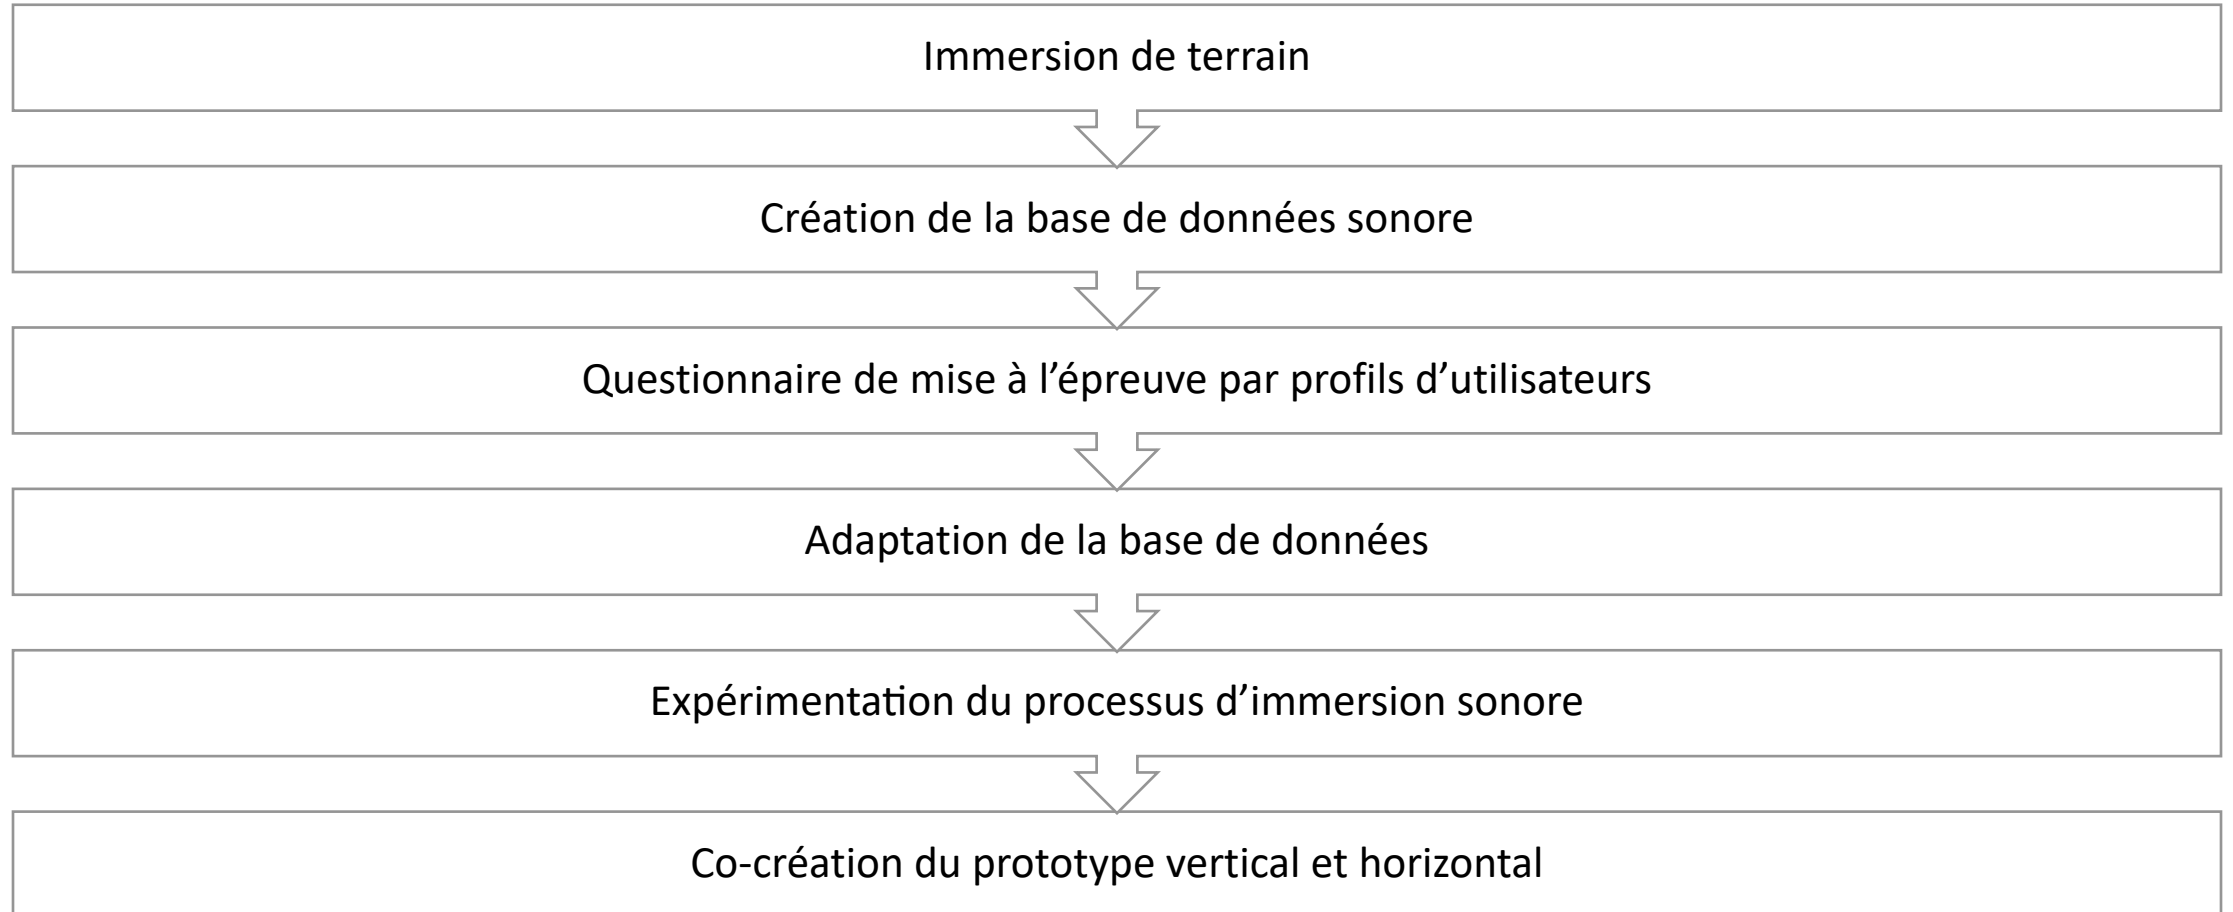 Immersion de terrain
Création de la base de données sonore
Questionnaire de mise à l’épreuve par profils d’utilisateurs
Adaptation de la base de données
Expérimentation du processus d’immersion sonore
Co-création du prototype vertical et horizontal